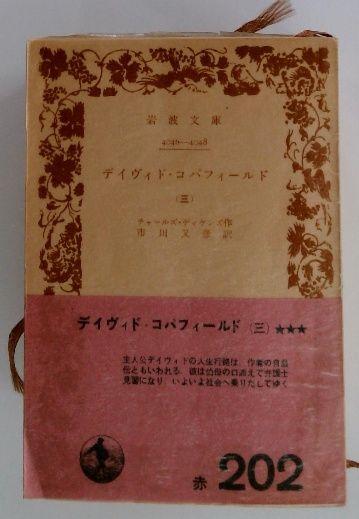 岩波文庫
4046—4048
デイヴィド・コパフィールド
(三)
チャールズ・ディケンズ作
市川又彦訳
デイヴィド・コパフィールド (三) ★★★
主人公デイヴィドの人生行路は、作者の自叙
伝ともいわれる。彼は伯母の口添えで弁護士
見習になり、いよいよ社会へ乗りだしてゆく
赤 202